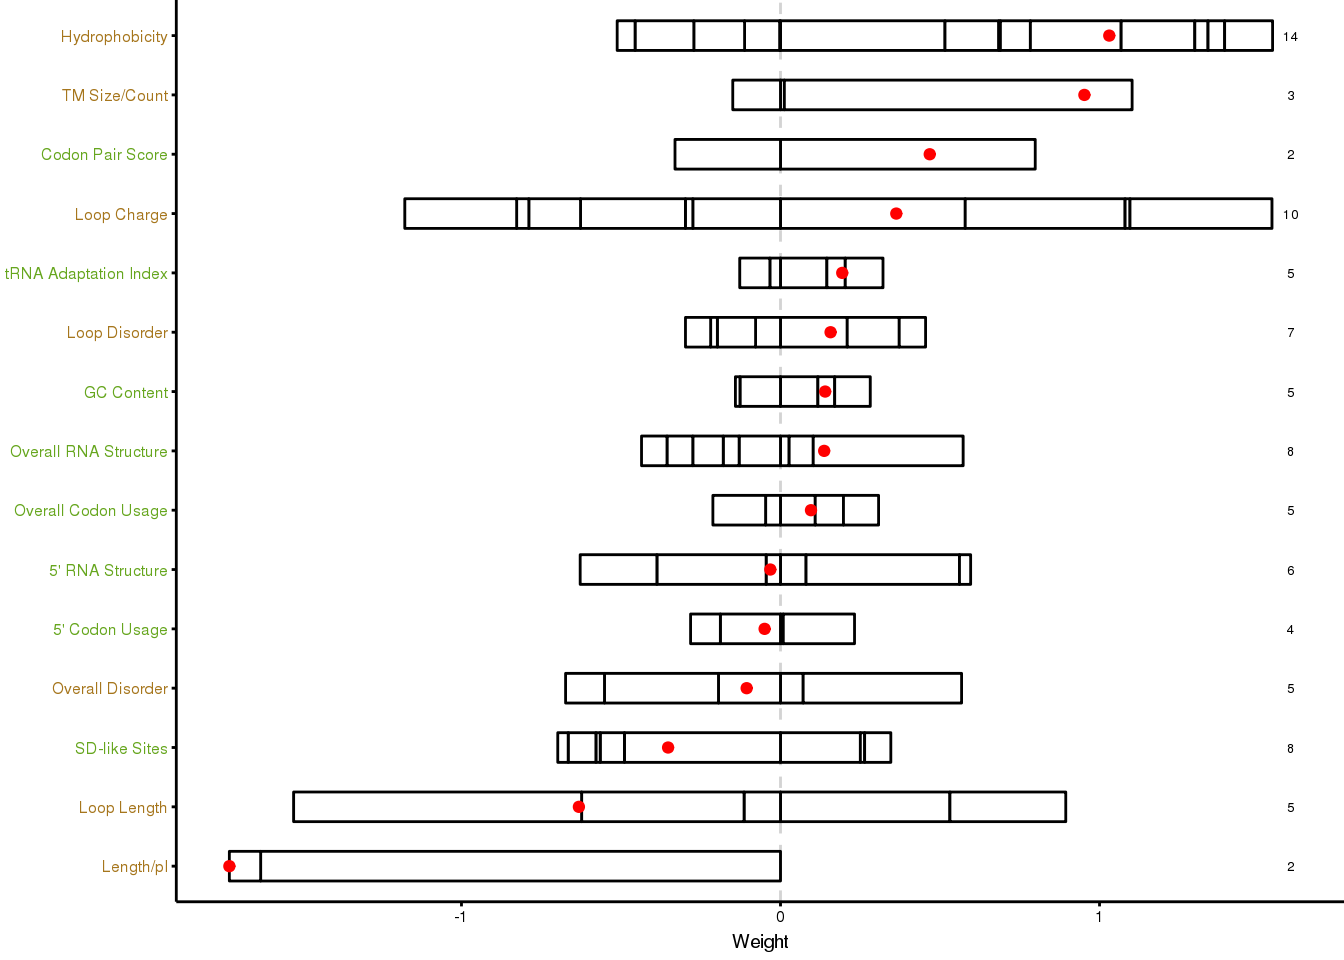 Hydrophobicity 14
TM Size/Count 3
Codon Pair Score 2
Loop Charge 10
tRNA Adaptation Index 5
Loop Disorder 7
GC Content 5
Overall RNA Structure 8
Overall Codon Usage 5
5' RNA Structure 6
5' Codon Usage 4
Overall Disorder 5
SD-like Sites 8
Loop Length 5
Length/pI 2
-1 0 1
Weight